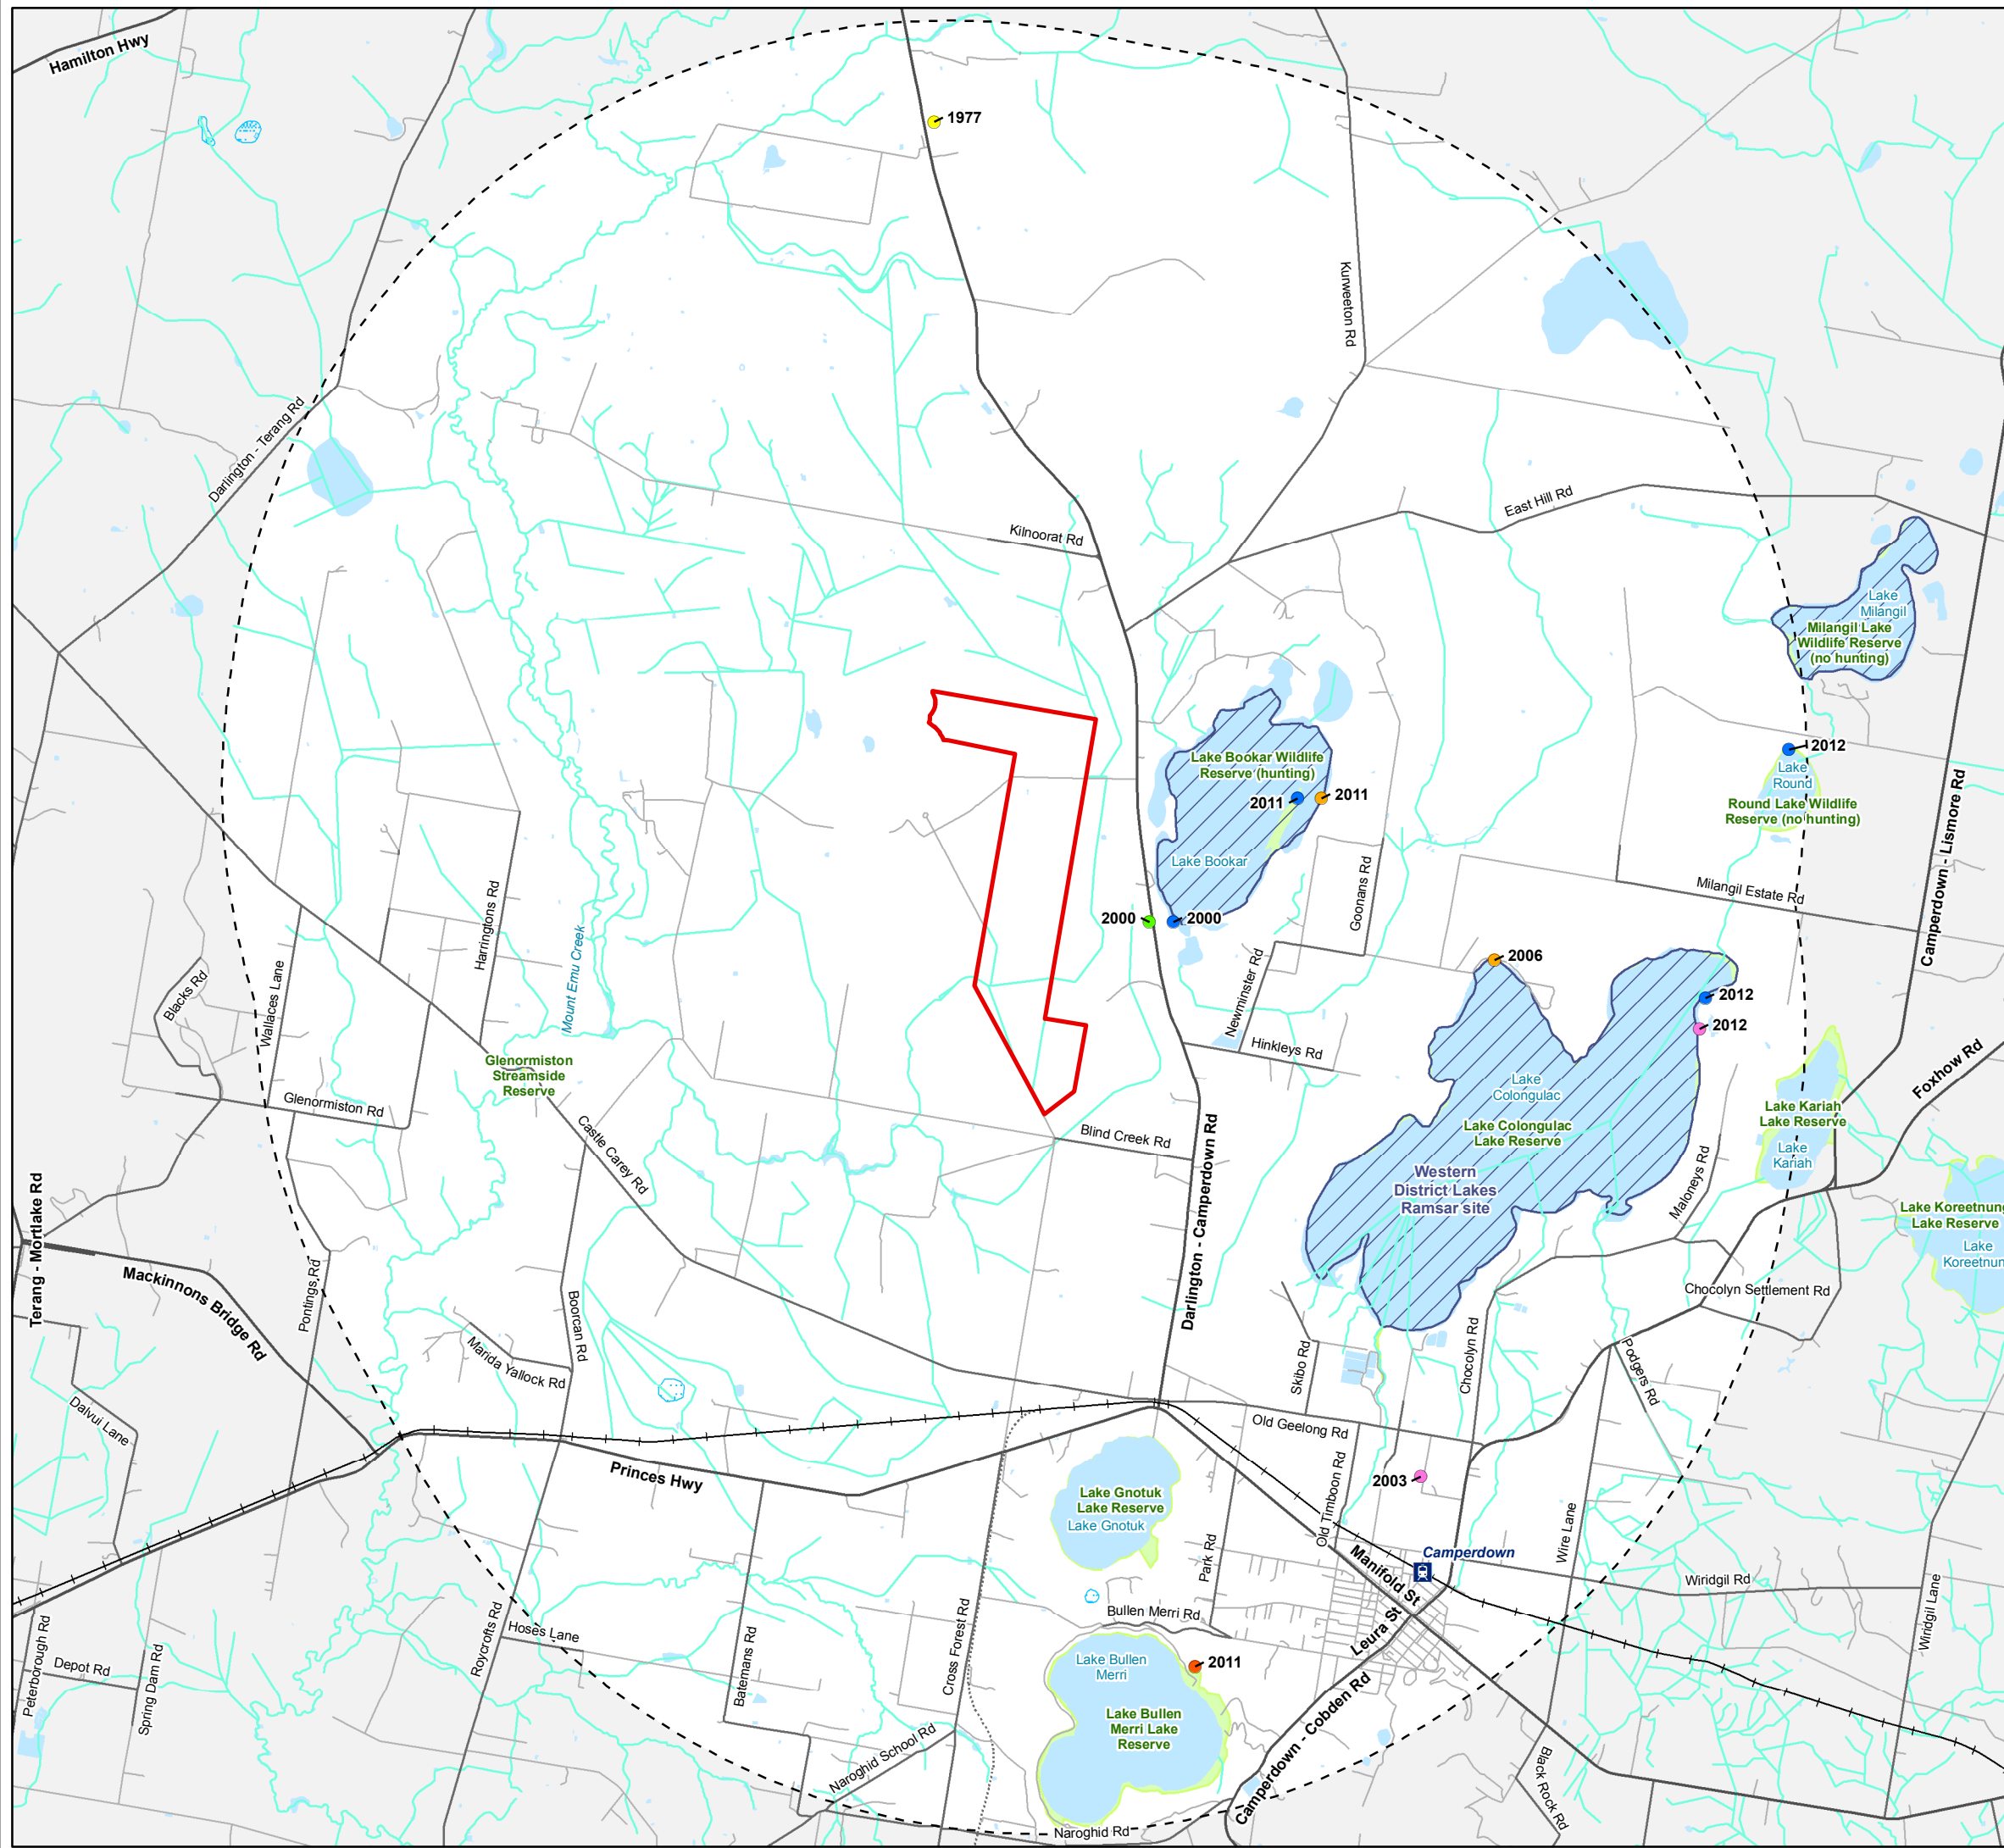 Hamilton Hwy
1977
Kurweeton Rd
Darlington - Terang Rd
Kilnoorat Rd
East Hill Rd
Lake
Milangil
Milangil Lake
Wildlife Reserve
(no hunting)
Lake Bookar Wildlife
Reserve (hunting)
2011
2011
Lake Bookar
2012
Lake
Round
Round Lake Wildlife
Reserve (no hunting)
Camperdown - Lismore Rd
Milangil Estate Rd
Goonans Rd
Harringtons Rd
2000
2000
Mount Emu Creek
Wallaces Lane
Blacks Rd
Newminster Rd
2006
2012
2012
Hinkleys Rd
Glenormiston
Streamside
Reserve
Glenormiston Rd
Castle Carey Rd
Blind Creek Rd
Darlington - Camperdown Rd
Lake
Colongulac
Lake Colongulac
Lake Reserve
Western
District Lakes
Ramsar site
Maloneys Rd
Foxhow Rd
Lake Kariah
Lake Reserve
Lake
Kariah
Lake Koreetnung
Lake Reserve
Lake
Koreetnun
Terang - Mortlake Rd
Mackinnons Bridge Rd
Pontings Rd
Boorcan Rd
Marida Yallock Rd
Chocolyn Settlement Rd
Skibo Rd
Chocolyn Rd
Podgers Rd
Dalvui Lane
Old Geelong Rd
Princes Hwy
Lake Gnotuk
Lake Reserve
Lake Gnotuk
2003
Old Timboon Rd
Park Rd
Wire Lane
Manifold St
Camperdown
Wiridgil Rd
Wiridgil Lane
Bullen Merri Rd
Leura St
Peterborough Rd
Depot Rd
Spring Dam Rd
Roycrofts Rd
Hoses Lane
Batemans Rd
Cross Forest Rd
Lake Bullen
Merri
2011
Lake Bullen
Merri Lake
Reserve
Naroghid School Rd
Camperdown - Cobden Rd
Black Rock Rd
Naroghid Rd